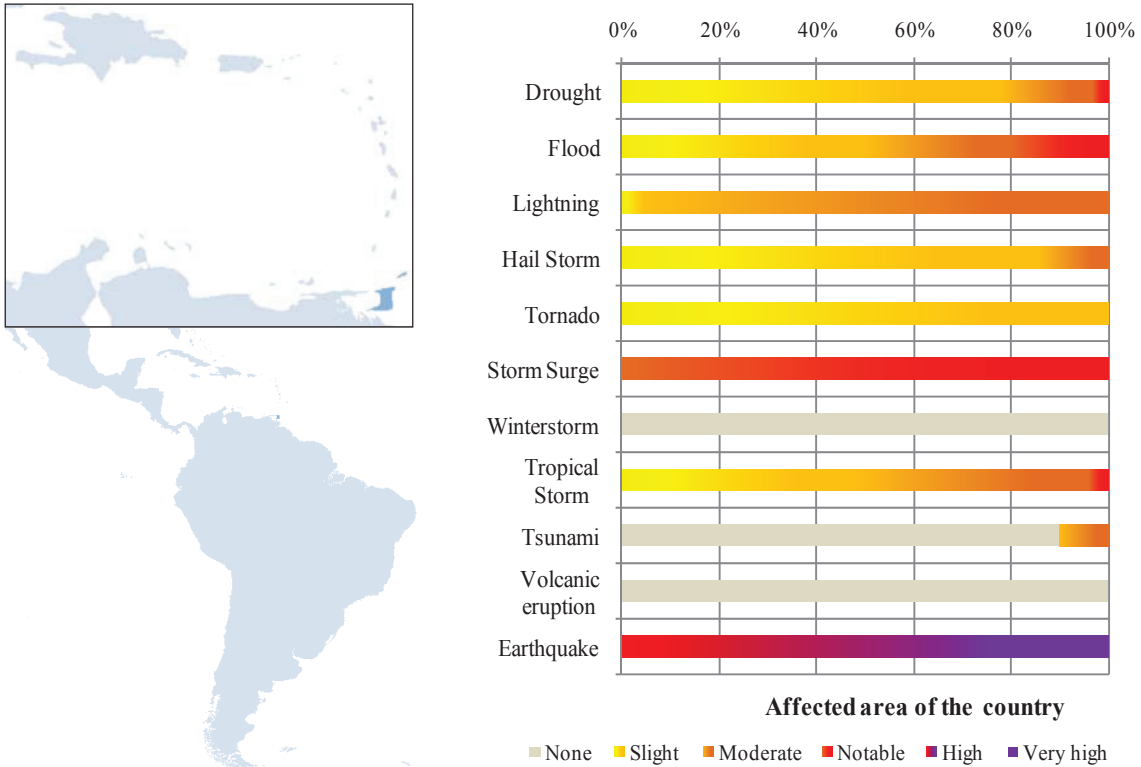 0% 20% 40% 60% 80% 100%
Drought
Flood
Lightning
Hail Storm
Tornado
Storm Surge
Winterstorm
Tropical
Storm
Tsunami
Volcanic
eruption
Earthquake
Affected area of the country
None Slight Moderate Notable High Very high